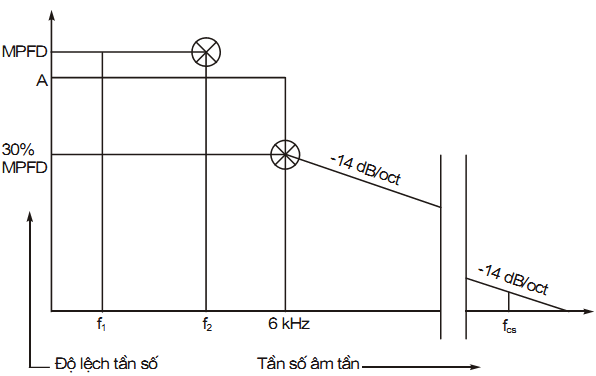 MPFD
A
30%
MPFD
-14 dB/oct
-14 dB/oct
f1
f2
6 kHz
fcs
Độ lệch tần số
Tần số âm tần